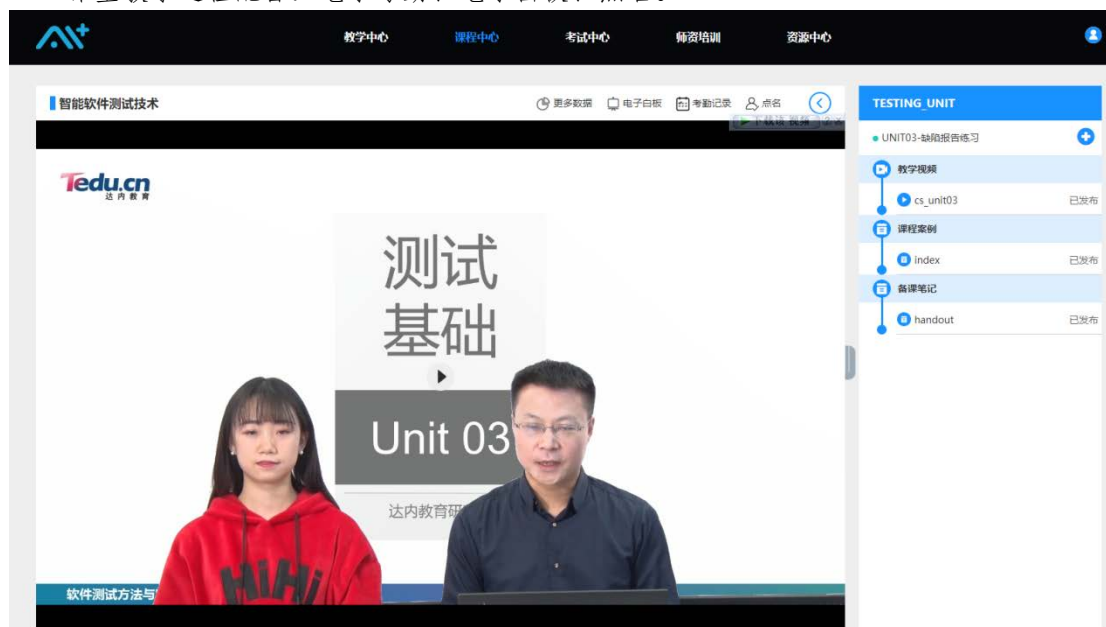 教学中心 课程中心 考试中心 师资培训 资源中心
智能软件测试技术 更多数据 电子白板 考勤记录 点名
TESTING_UNIT
UNIT03-缺陷报告练习
教学视频
cs_unit03 已发布
课程案例
index 已发布
备课笔记
handout 已发布
Tedu.cn
达内教育
测试
基础
Unit 03
达内教育研
HiHi
软件测试方法与